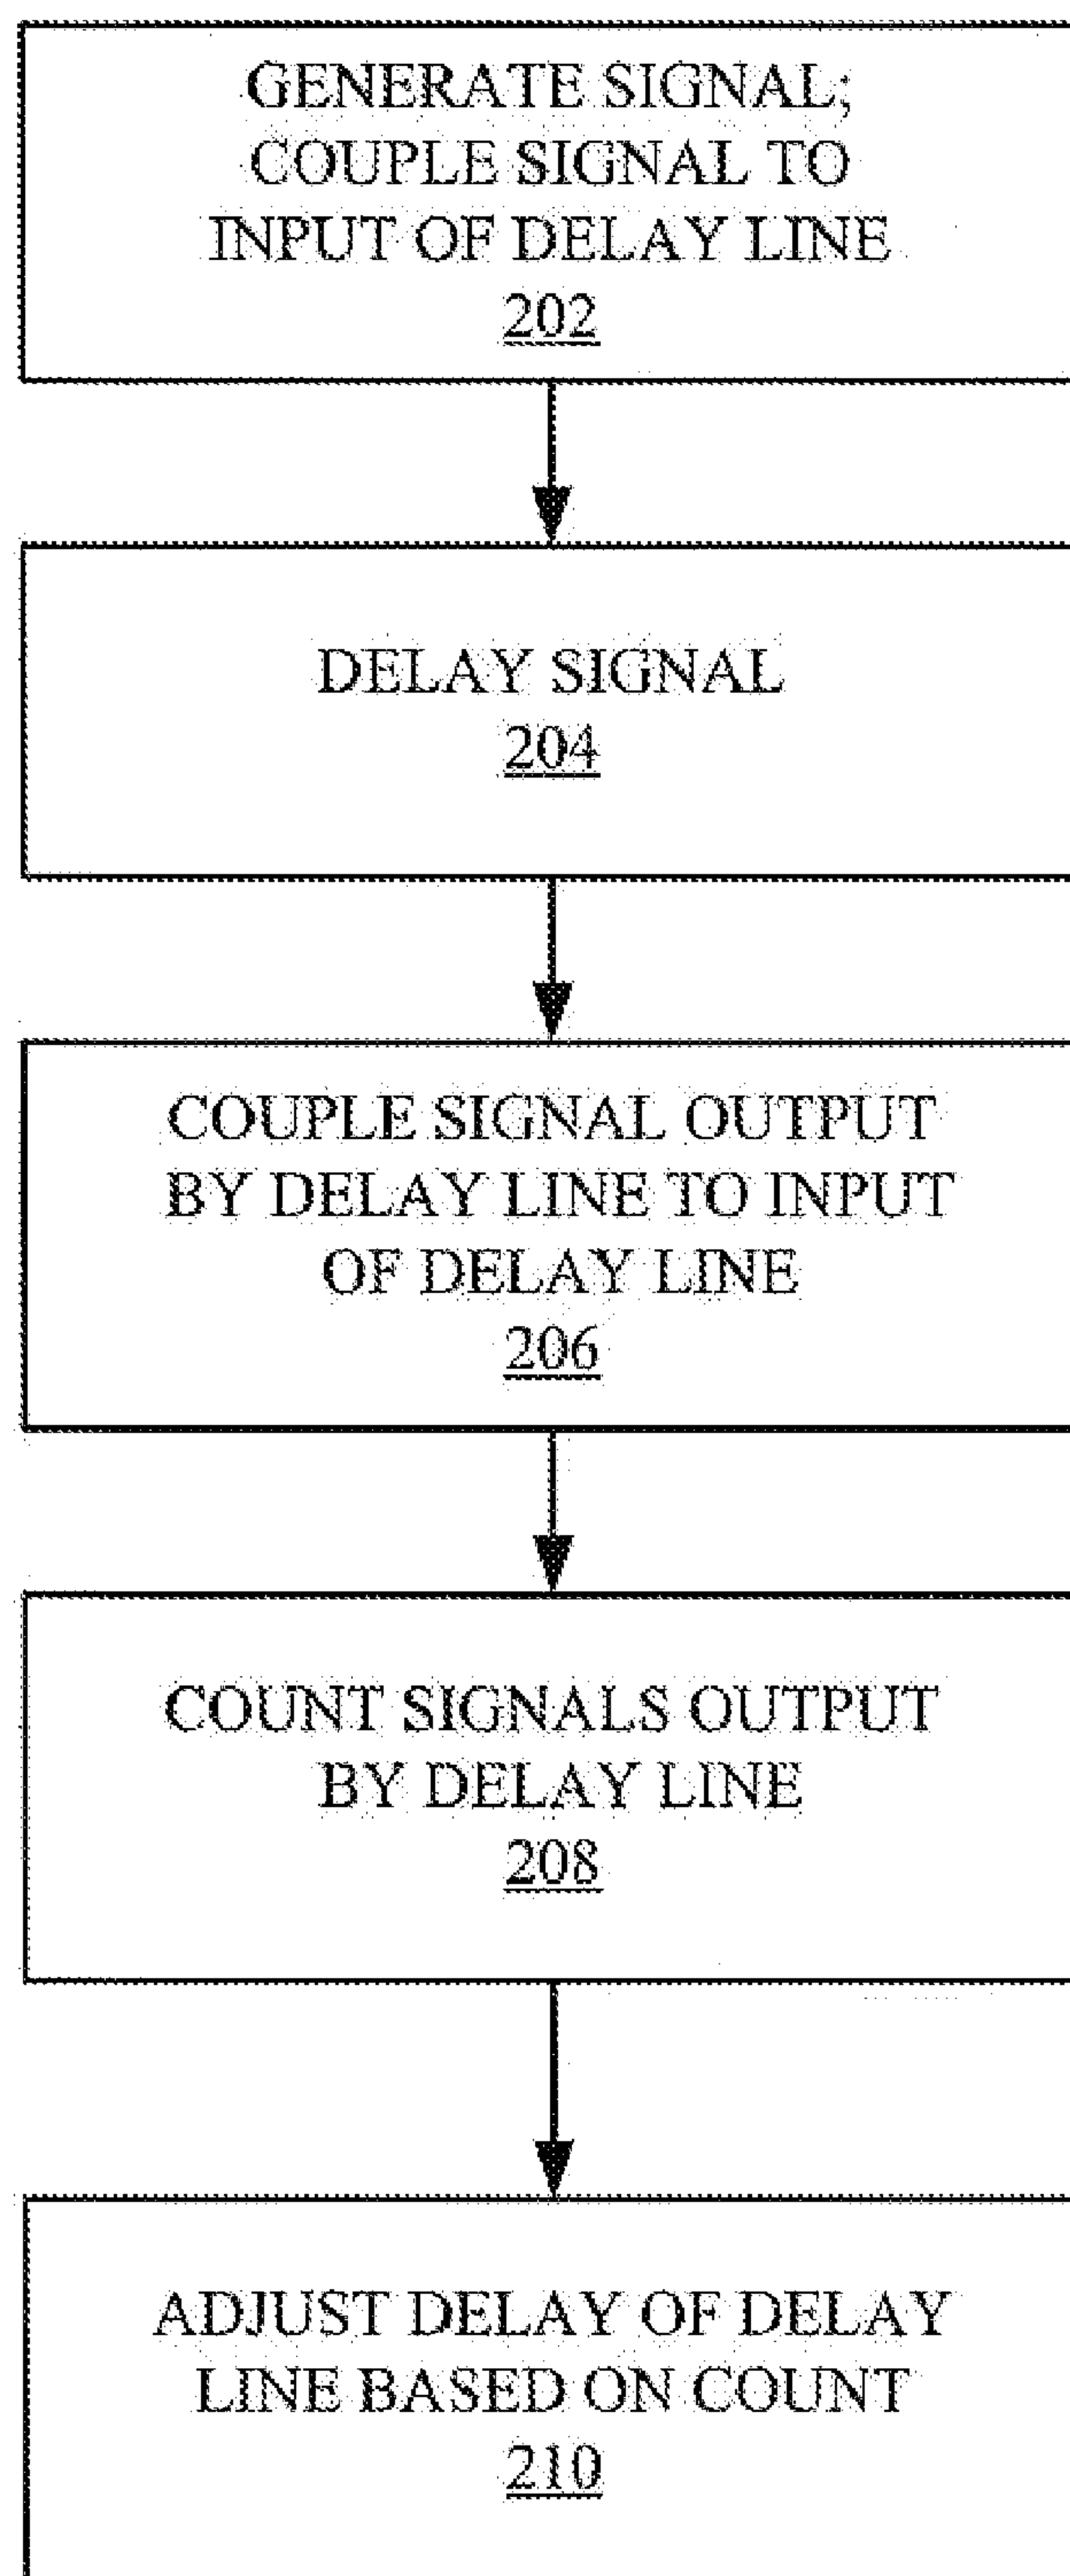 GENERATE SIGNAL;
COUPLE SIGNAL TO
INPUT OF DELAY LINE
202
DELAY SIGNAL
204
COUPLE SIGNAL OUTPUT
BY DELAY LINE TO INPUT
OF DELAY LINE
206
COUNT SIGNALS OUTPUT
BY DELAY LINE
208
ADJUST DELAY OF DELAY
LINE BASED ON COUNT
210